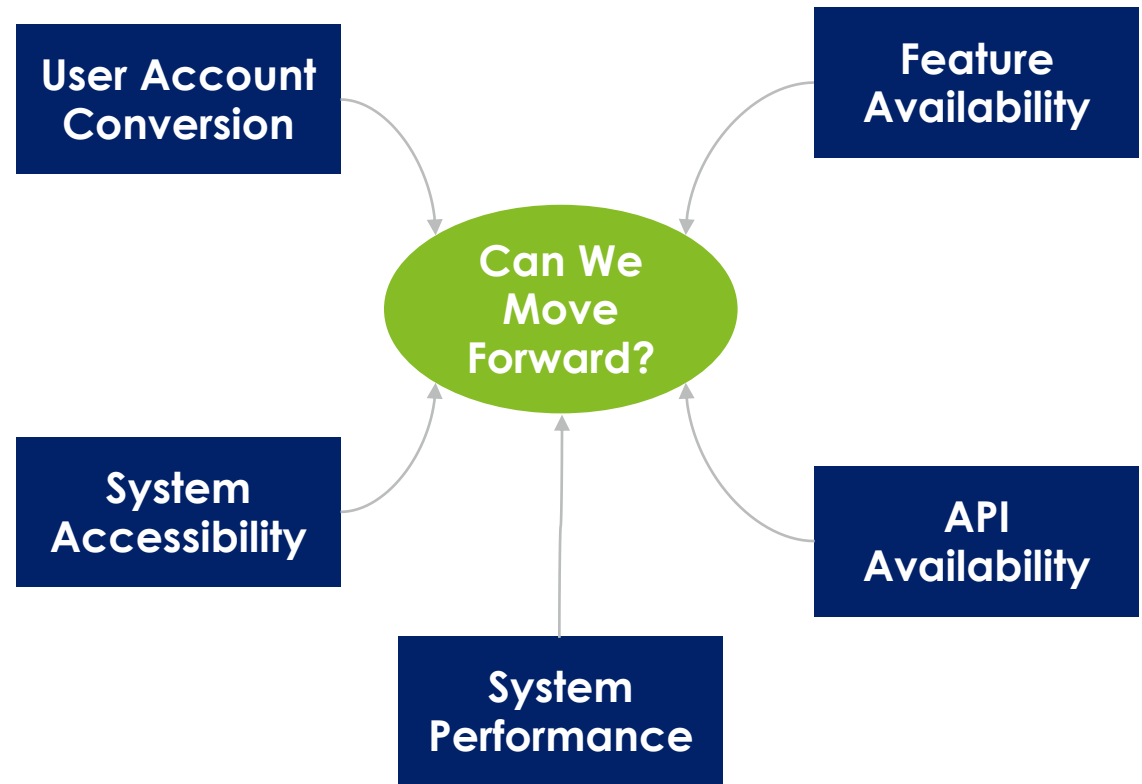 User Account
Conversion
Feature
Availability
Can We
Move
Forward?
System
Accessibility
API
Availability
System
Performance